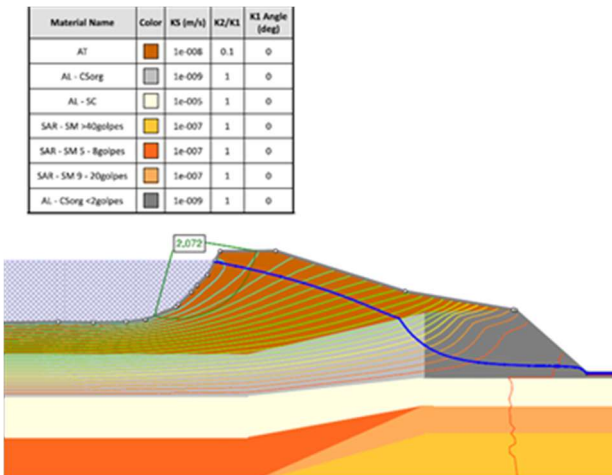 Material Name Color KS (m/s) K2/K1 K1 Angle (deg)
AT 1e-008 0.1 0
AL - CSorg 1e-009 1 0
AL - SC 1e-005 1 0
SAR - SM >40golpes 1e-007 1 0
SAR - SM 5 - 8golpes 1e-007 1 0
SAR - SM 9 - 20golpes 1e-007 1 0
AL - CSorg <2golpes 1e-009 1 0
2,072